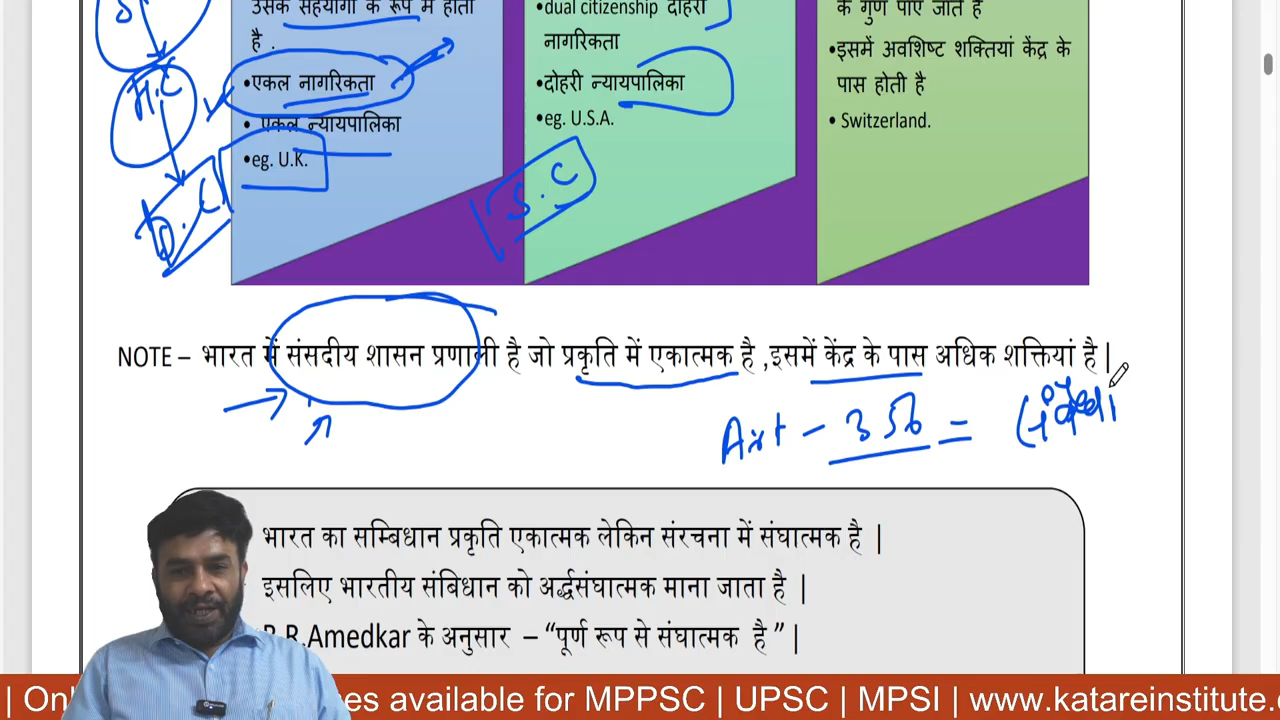 उसके सहयोगी के रूप में होता
है .
•एकल नागरिकता
• एकल न्यायपालिका
•eg. U.K.
dual citizenship दोहरी
नागरिकता
•दोहरी न्यायपालिका
•eg. U.S.A.
के गुण पाए जाते है
•इसमें अवशिष्ट शक्तियां केंद्र के
पास होती है
• Switzerland.
H.C
D.C
S.C
NOTE – भारत में संसदीय शासन प्रणाली है जो प्रकृति में एकात्मक है ,इसमें केंद्र के पास अधिक शक्तियां है |
Art - 356 =
भारत का सम्बिधान प्रकृति एकात्मक लेकिन संरचना में संघात्मक है |
इसलिए भारतीय संबिधान को अर्द्धसंघात्मक माना जाता है |
B.R.Amedkar के अनुसार – “पूर्ण रूप से संघात्मक है ” |
| Onl es available for MPPSC | UPSC | MPSI | www.katareinstitute.c